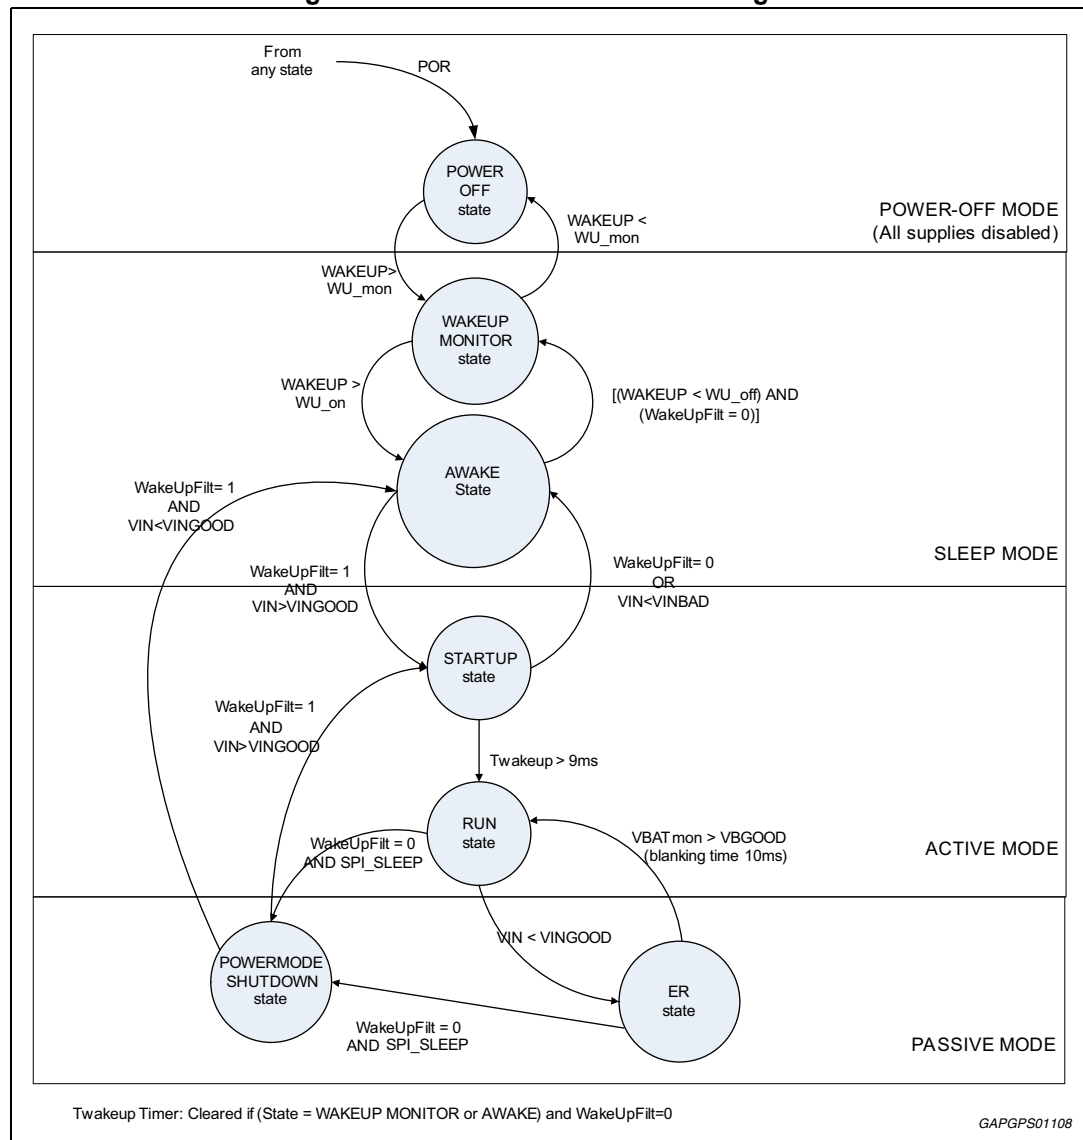 From
any state
POR
POWER
OFF
state
WAKEUP <
WU_mon
POWER-OFF MODE
(All supplies disabled)
WAKEUP>
WU_mon
WAKEUP
MONITOR
state
WAKEUP >
WU_on
[(WAKEUP < WU_off) AND
(WakeUpFilt = 0)]
AWAKE
State
WakeUpFilt= 1
AND
VIN<VINGOOD
SLEEP MODE
WakeUpFilt= 1
AND
VIN>VINGOOD
WakeUpFilt= 0
OR
VIN<VINBAD
STARTUP
state
WakeUpFilt= 1
AND
VIN>VINGOOD
Twakeup > 9ms
RUN
state
VBATmon > VBGOOD
(blanking time 10ms)
WakeUpFilt = 0
AND SPI_SLEEP
ACTIVE MODE
VIN < VINGOOD
POWERMODE
SHUTDOWN
state
ER
state
WakeUpFilt = 0
AND SPI_SLEEP
PASSIVE MODE
Twakeup Timer: Cleared if (State = WAKEUP MONITOR or AWAKE) and WakeUpFilt=0
GAPGPS01108